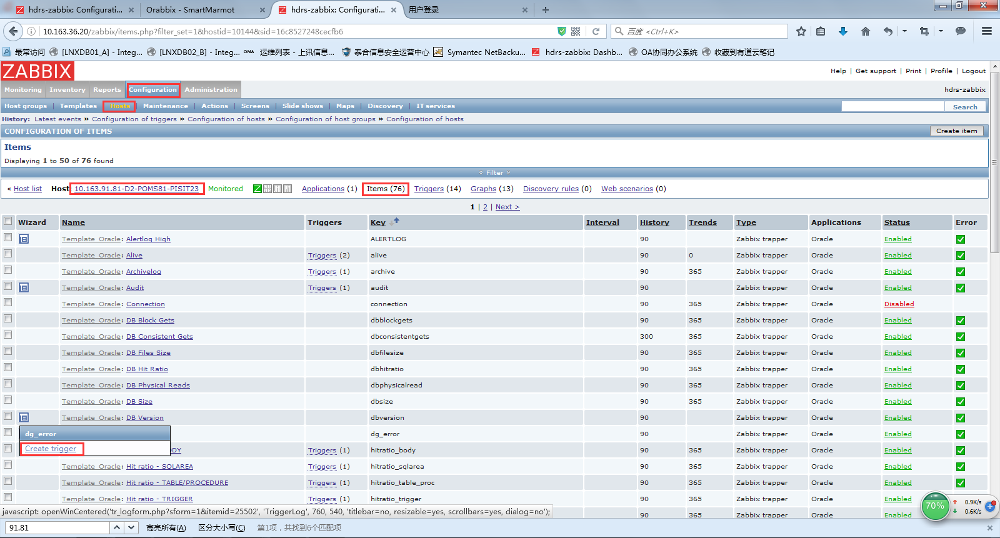 hdrs-zabbix: Configurati... × Orabbix - SmartMarmot × hdrs-zabbix: Configurati... × 用户登录 × +
10.163.36.20/zabbix/items.php?filter_set=1&hostid=10144&sid=16c8527248cecfb6 百度 <Ctrl+K>
最常访问 [LNXDB01_A] - Integ... [LNXDB02_B] - Integ... OMA 运维列表 - 上讯信息... 泰合信息安全运营中心 Symantec NetBacku... hdrs-zabbix: Dashb... OA协同办公系统 收藏到有道云笔记
ZABBIX
Help | Get support | Print | Profile | Logout
Monitoring Inventory Reports Configuration Administration hdrs-zabbix
Host groups | Templates | Hosts | Maintenance | Actions | Screens | Slide shows | Maps | Discovery | IT services Search
History: Latest events » Configuration of triggers » Configuration of hosts » Configuration of host groups » Configuration of hosts
CONFIGURATION OF ITEMS Create item
Items
Displaying 1 to 50 of 76 found
Filter
« Host list Host 10.163.91.81-D2-POMS81-PISIT23 Monitored Z Applications (1) Items (76) Triggers (14) Graphs (13) Discovery rules (0) Web scenarios (0)
1 | 2 | Next >
Wizard Name Triggers Key Interval History Trends Type Applications Status Error
Template_Oracle: Alertlog High ALERTLOG 90 Zabbix trapper Oracle Enabled
Template_Oracle: Alive Triggers (2) alive 90 0 Zabbix trapper Oracle Enabled
Template_Oracle: Archivelog Triggers (1) archive 90 365 Zabbix trapper Oracle Enabled
Template_Oracle: Audit Triggers (1) audit 90 Zabbix trapper Oracle Enabled
Template_Oracle: Connection connection 90 365 Zabbix trapper Oracle Disabled
Template_Oracle: DB Block Gets dbblockgets 90 365 Zabbix trapper Oracle Enabled
Template_Oracle: DB Consistent Gets dbconsistentgets 300 365 Zabbix trapper Oracle Enabled
Template_Oracle: DB Files Size dbfilesize 90 365 Zabbix trapper Oracle Enabled
Template_Oracle: DB Hit Ratio dbhitratio 90 365 Zabbix trapper Oracle Enabled
Template_Oracle: DB Physical Reads dbphysicalread 90 365 Zabbix trapper Oracle Enabled
Template_Oracle: DB Size dbsize 90 365 Zabbix trapper Oracle Enabled
Template_Oracle: DB Version dbversion 90 Zabbix trapper Oracle Enabled
dg_error dg_error 90 Zabbix trapper Oracle Enabled
Create trigger ODY Triggers (1) hitratio_body 90 365 Zabbix trapper Oracle Enabled
Template_Oracle: Hit ratio - SQLAREA Triggers (1) hitratio_sqlarea 90 365 Zabbix trapper Oracle Enabled
Template_Oracle: Hit ratio - TABLE/PROCEDURE Triggers (1) hitratio_table_proc 90 365 Zabbix trapper Oracle Enabled
Template_Oracle: Hit ratio - TRIGGER Triggers (1) hitratio_trigger 90 365 Zabbix trapper Oracle Enabled
70% 0.9K/s
0.6K/s
javascript: openWinCentered('tr_logform.php?sform=1&itemid=25502', 'TriggerLog', 760, 540, 'titlebar=no, resizable=yes, scrollbars=yes, dialog=no');
91.81 高亮所有(A) 区分大小写(C) 第1项，共找到6个匹配项 ×